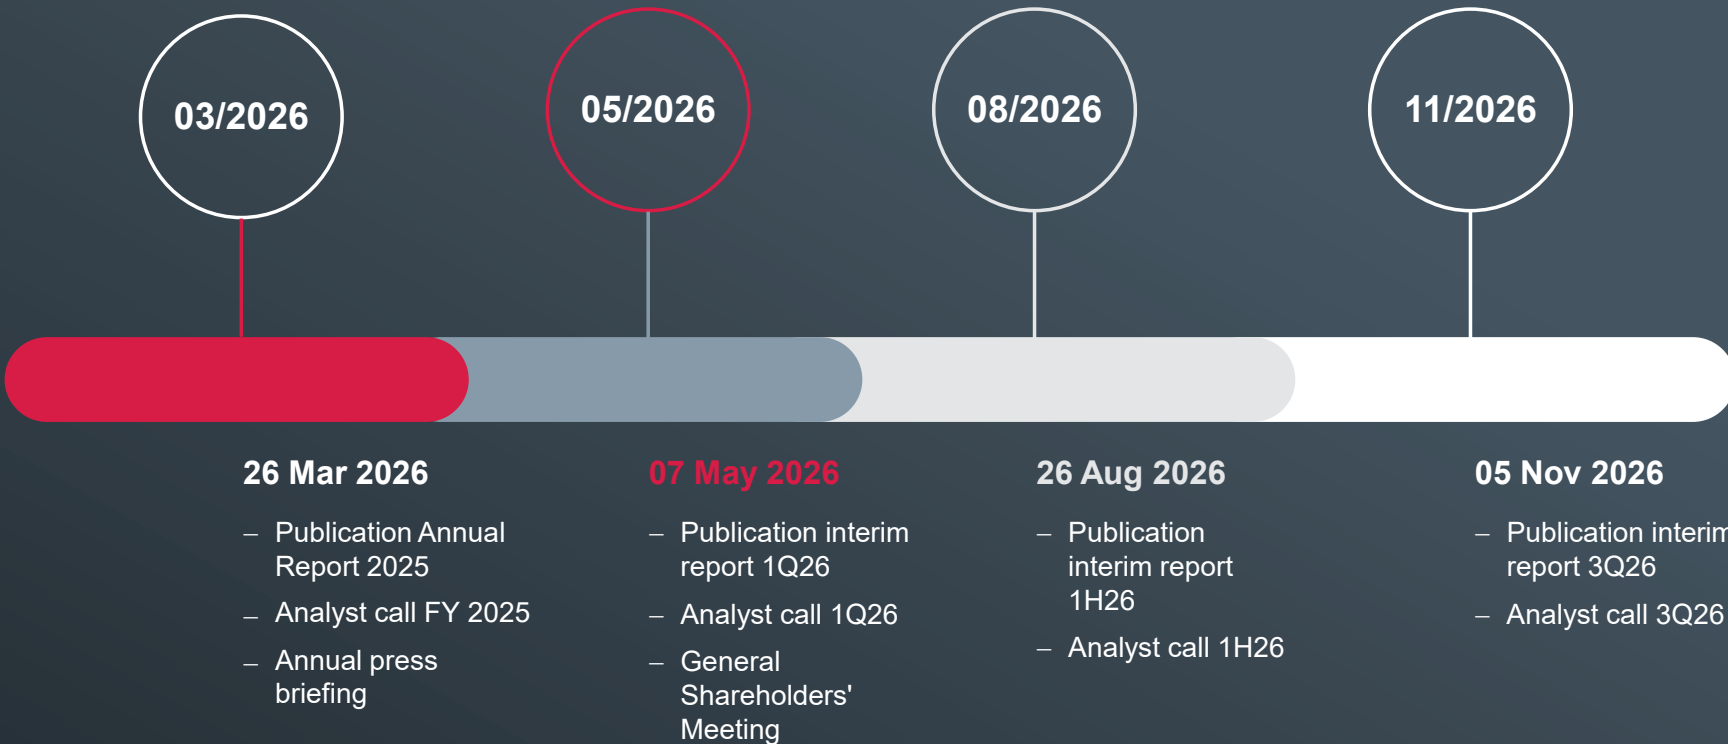 03/2026
05/2026
08/2026
11/2026
26 Mar 2026
– Publication Annual
Report 2025
– Analyst call FY 2025
– Annual press
briefing
07 May 2026
– Publication interim
report 1Q26
– Analyst call 1Q26
– General
Shareholders'
Meeting
26 Aug 2026
– Publication
interim report
1H26
– Analyst call 1H26
05 Nov 2026
– Publication interim
report 3Q26
– Analyst call 3Q26